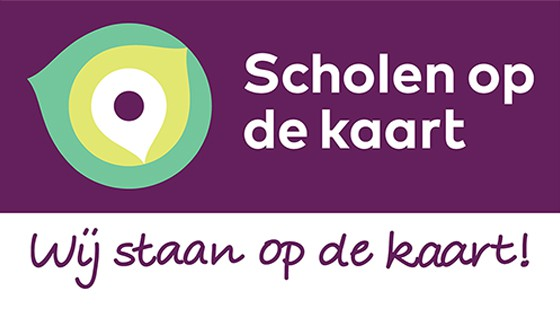 Scholen op
de kaart
Wij staan op de kaart!